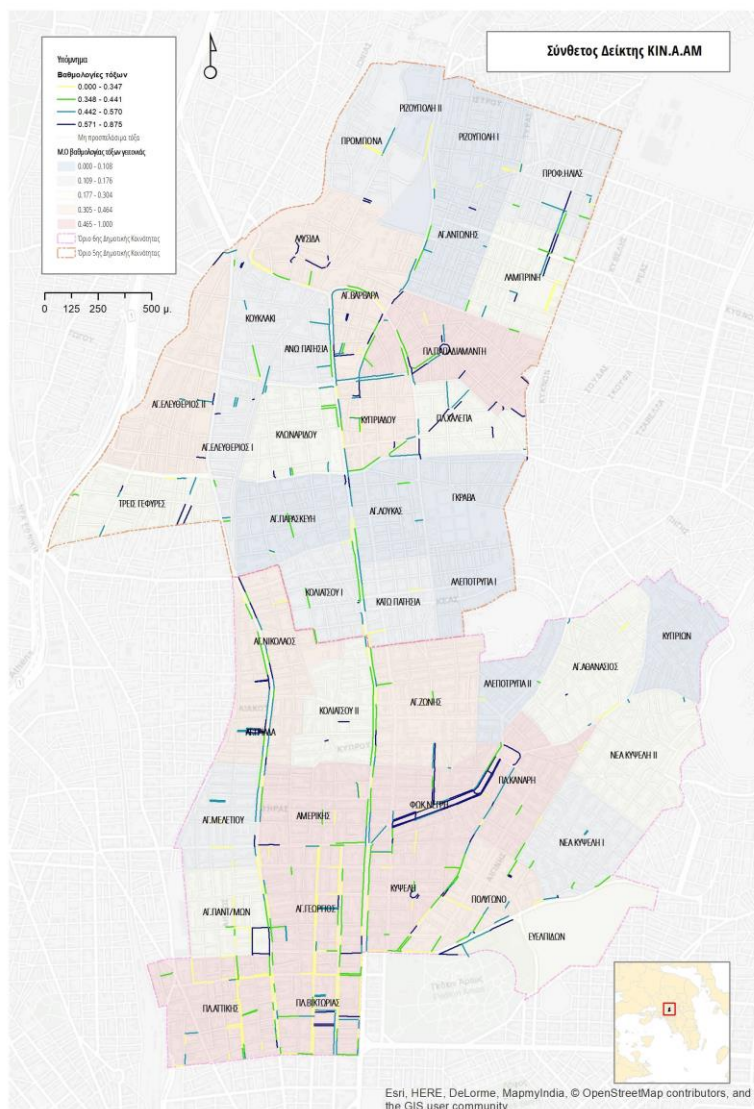 Σύνθετος Δείκτης ΚΙΝ.Α.ΑΜ
Υπόμνημα
Βαθμολογίες τόξων
0.000 - 0.347
0.348 - 0.441
0.442 - 0.570
0.571 - 0.875
Μη προσπελάσιμα τόξα
Μ.Ο βαθμολογίας τόξων γειτονιάς
0.000 - 0.108
0.109 - 0.176
0.177 - 0.304
0.305 - 0.464
0.465 - 1.000
Όριο 6ης Δημοτικής Κοινότητας
Όριο 5ης Δημοτικής Κοινότητας
0 125 250 500 μ.
ΡΙΖΟΥΠΟΛΗ ΙΙ
ΡΙΖΟΥΠΟΛΗ Ι
ΠΡΟΜΠΟΝΑ
ΠΡΟΦ.ΗΛΙΑΣ
ΑΓ.ΑΝΤΩΝΗΣ
ΑΛΥΣΙΔΑ
ΛΑΜΠΡΙΝΗ
ΑΓ.ΒΑΡΒΑΡΑ
ΚΟΥΚΛΑΚΙ
ΑΝΩ ΠΑΤΗΣΙΑ
ΠΛ.ΠΑΠΑΔΙΑΜΑΝΤΗ
ΑΓ.ΕΛΕΥΘΕΡΙΟΣ ΙΙ
ΚΥΠΡΙΑΔΟΥ
ΠΛ.ΧΑΛΕΠΑ
ΚΛΩΝΑΡΙΔΟΥ
ΑΓ.ΕΛΕΥΘΕΡΙΟΣ Ι
ΤΡΕΙΣ ΓΕΦΥΡΕΣ
ΓΚΡΑΒΑ
ΑΓ.ΛΟΥΚΑΣ
ΑΓ.ΠΑΡΑΣΚΕΥΗ
ΑΛΕΠΟΤΡΥΠΑ Ι
ΚΟΛΙΑΤΣΟΥ Ι
ΚΑΤΩ ΠΑΤΗΣΙΑ
ΑΓ.ΝΙΚΟΛΑΟΣ
ΚΥΠΡΙΩΝ
ΑΓ.ΑΘΑΝΑΣΙΟΣ
ΑΛΕΠΟΤΡΥΠΑ ΙΙ
ΑΓ.ΖΩΝΗΣ
ΚΟΛΙΑΤΣΟΥ ΙΙ
ΝΕΑ ΚΥΨΕΛΗ ΙΙ
ΠΛ.ΚΑΝΑΡΗ
ΦΩΚ.ΝΕΓΡΗ
ΑΜΕΡΙΚΗΣ
ΑΓ.ΜΕΛΕΤΙΟΥ
ΝΕΑ ΚΥΨΕΛΗ Ι
ΚΥΨΕΛΗ
ΠΟΛΥΓΩΝΟ
ΑΓ.ΠΑΝΤ/ΜΩΝ
ΑΓ.ΓΕΩΡΓΙΟΣ
ΕΥΕΛΠΙΔΩΝ
ΠΛ.ΑΤΤΙΚΗΣ
ΠΛ.ΒΙΚΤΩΡΙΑΣ
Esri, HERE, DeLorme, MapmyIndia, © OpenStreetMap contributors, and
the GIS user community